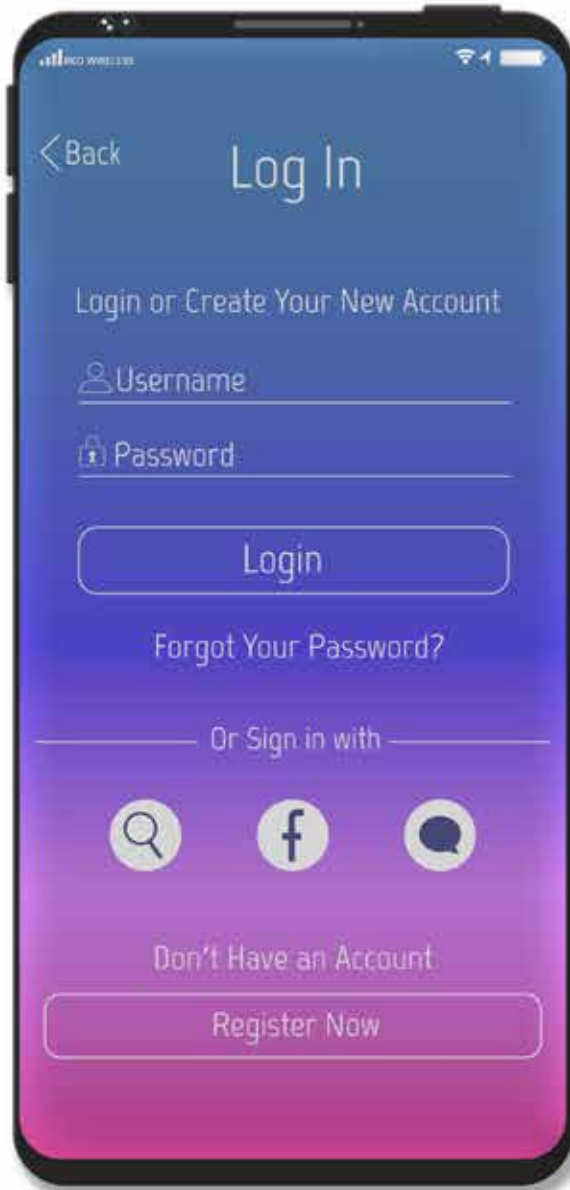 Back
Log In
Login or Create Your New Account
Username
Password
Login
Forgot Your Password?
Or Sign in with
f
Don't Have an Account
Register Now